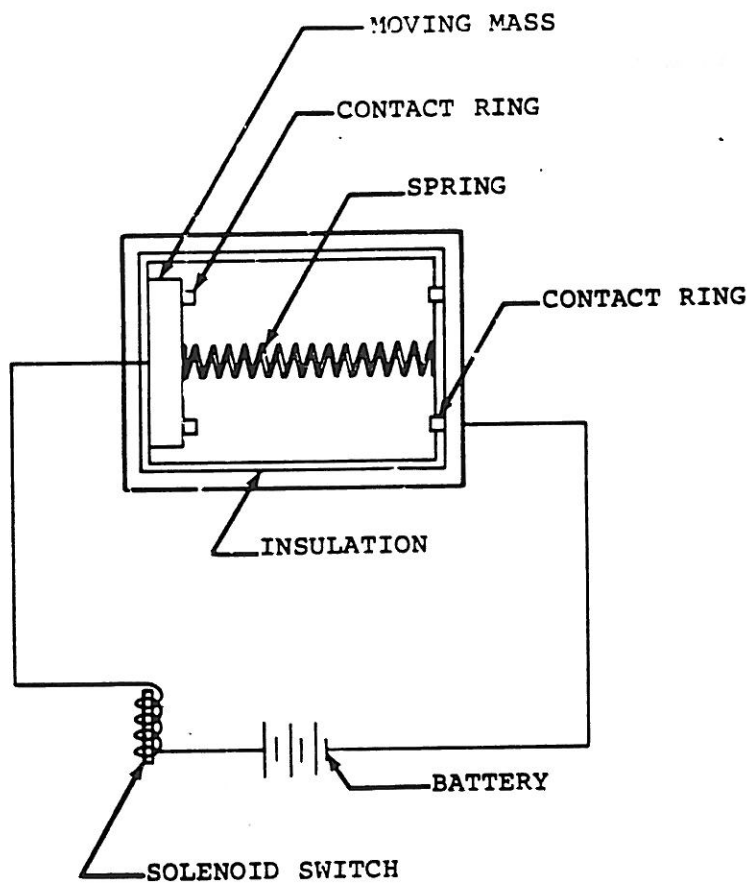 MOVING MASS
CONTACT RING
SPRING
CONTACT RING
INSULATION
BATTERY
SOLENOID SWITCH